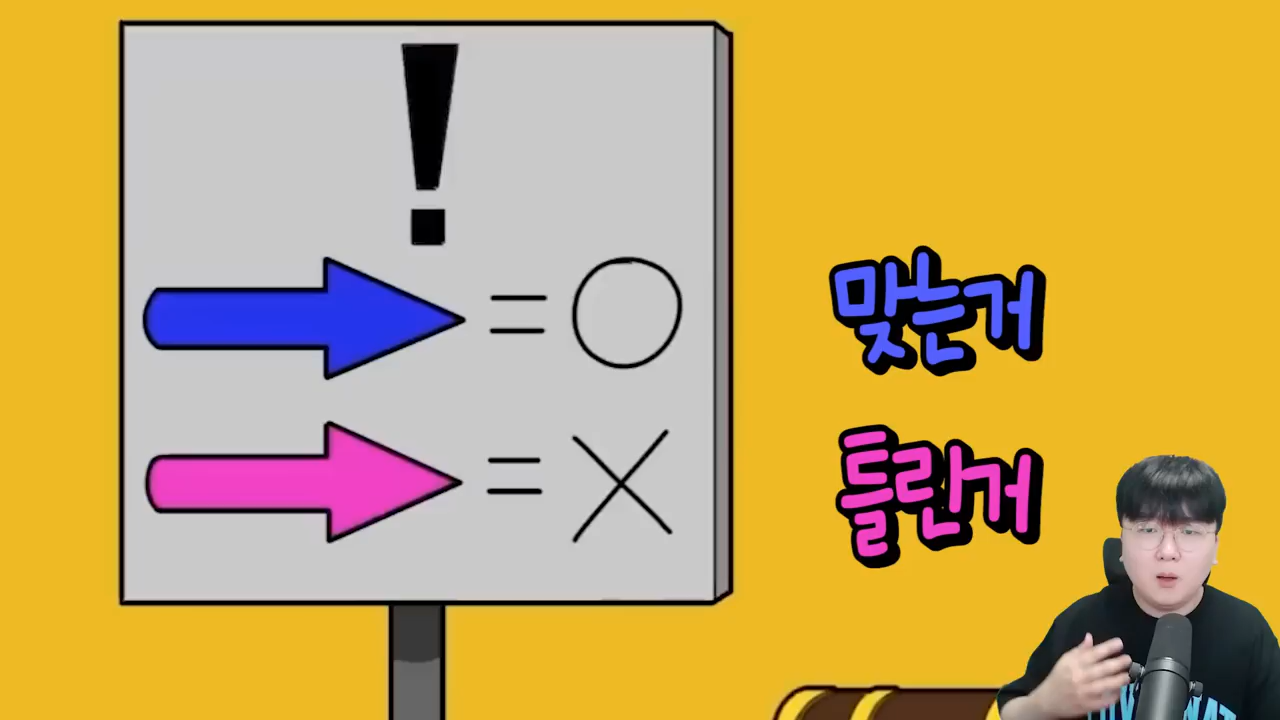 !
= ○
= X
맞는거
틀린거